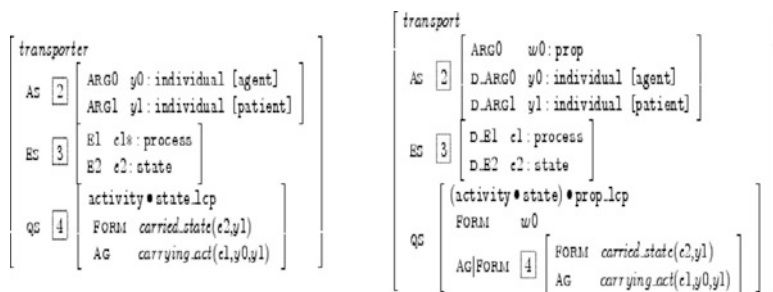 transporter
AS 2 ARG0 y0: individual [agent]
ARG1 y1: individual [patient]
ES 3 E1 e1*: process
E2 e2: state
QS 4 activity•state_lcp
FORM carried_state(e2,y1)
AG carrying_act(e1,y0,y1)
transport
AS 2 ARG0 w0: prop
D_ARG0 y0: individual [agent]
D_ARG1 y1: individual [patient]
ES 3 D_E1 e1: process
D_E2 e2: state
QS (activity•state)•prop_lcp
FORM w0
AG|FORM 4 FORM carried_state(e2,y1)
AG carrying_act(e1,y0,y1)